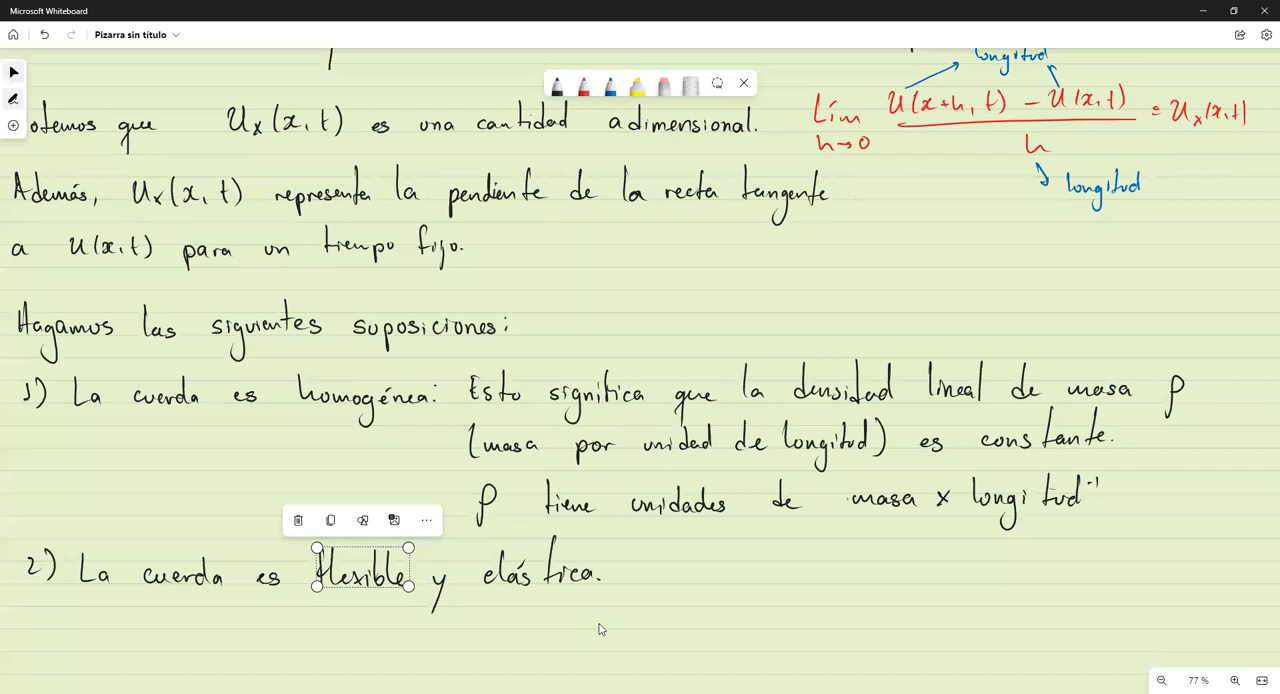 Microsoft Whiteboard
Pizarra sin título
longitud
otemos que Ux(x,t) es una cantidad adimensional.
Lím h→0 U(x+h,t) - U(x,t) / h = Ux(x,t)
longitud
Además, Ux(x,t) representa la pendiente de la recta tangente
a U(x,t) para un tiempo fijo.
Hagamos las siguientes suposiciones:
1) La cuerda es homogénea: Esto significa que la densidad lineal de masa ρ
(masa por unidad de longitud) es constante.
ρ tiene unidades de masa x longitud⁻¹
2) La cuerda es flexible y elástica.
77 %